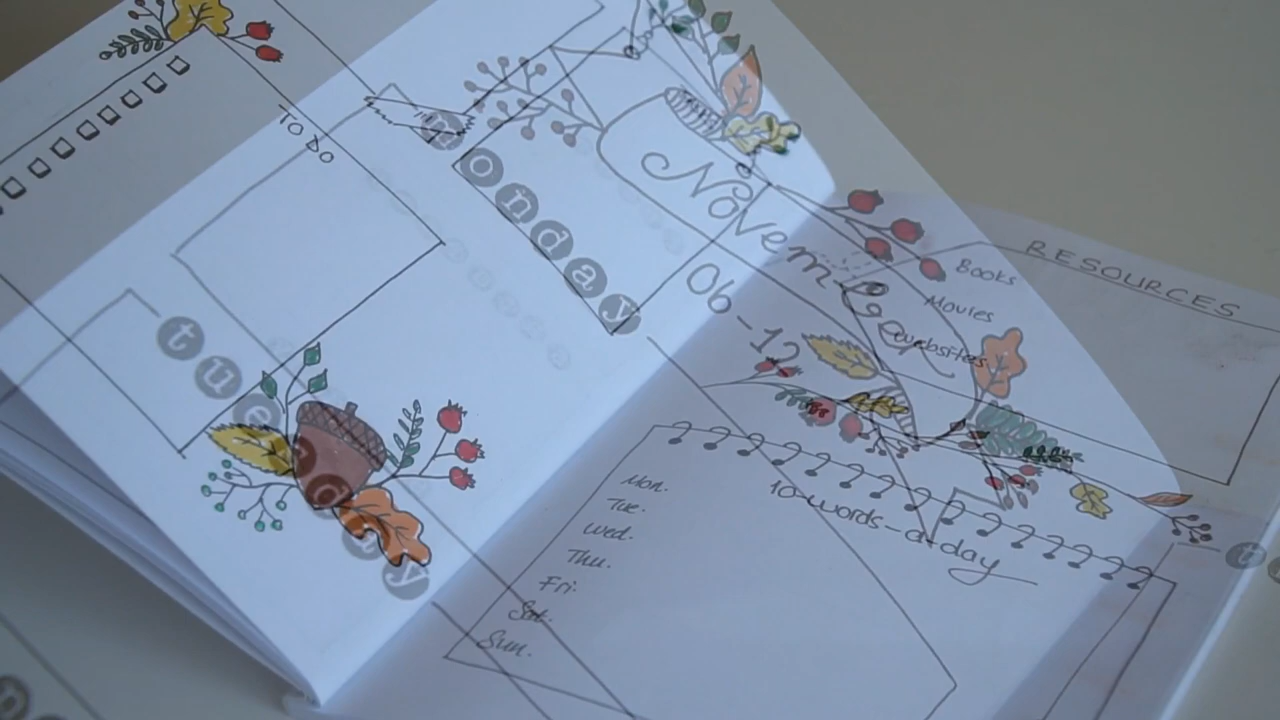 TO DO
monday
November
06-12
tuesday
RESOURCES
Books
Movies
websites
10-words-a-day
Mon.
Tue.
Wed.
Thu.
Fri.
Sat.
Sun.